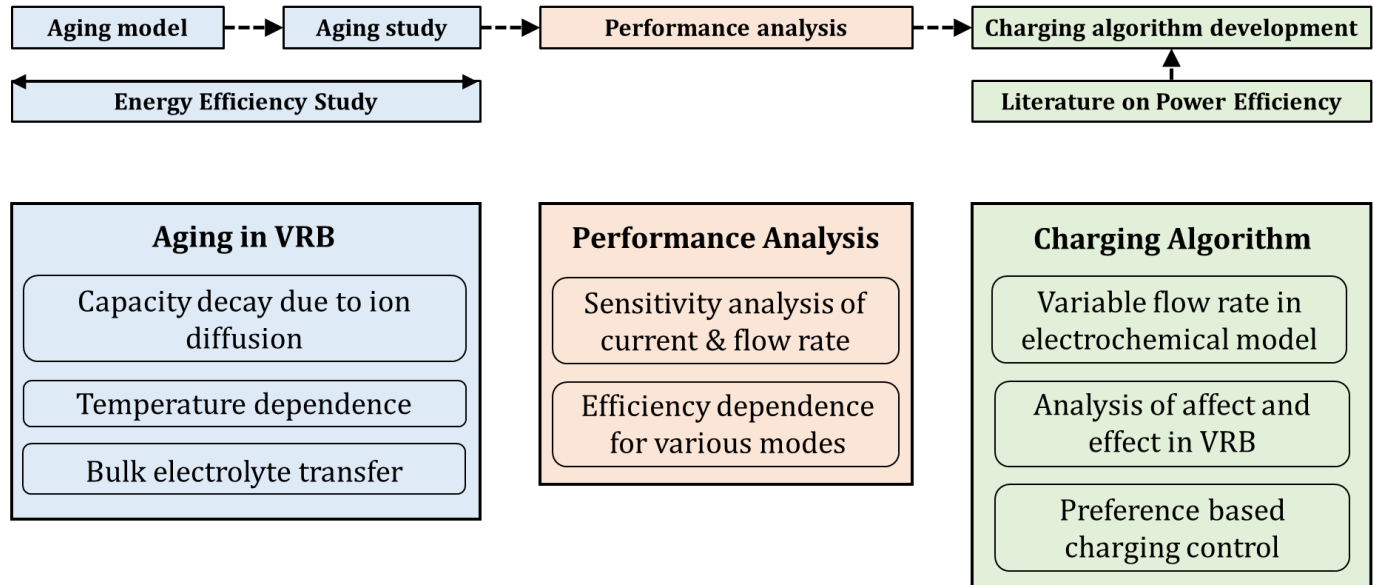 Aging model
Aging study
Performance analysis
Charging algorithm development
Energy Efficiency Study
Literature on Power Efficiency
Aging in VRB
Capacity decay due to ion
diffusion
Temperature dependence
Bulk electrolyte transfer
Performance Analysis
Sensitivity analysis of
current & flow rate
Efficiency dependence
for various modes
Charging Algorithm
Variable flow rate in
electrochemical model
Analysis of affect and
effect in VRB
Preference based
charging control